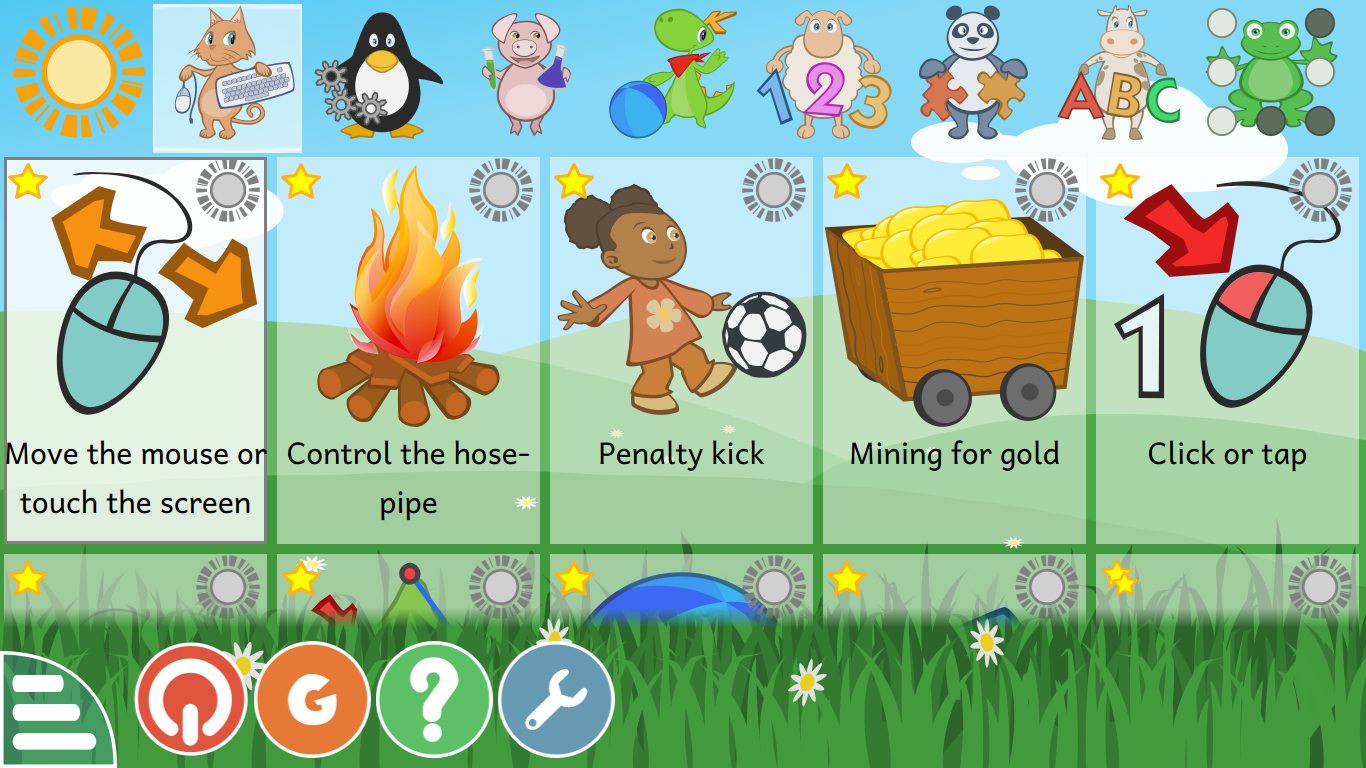 1 2 3
A B C
1
Move the mouse or
touch the screen
Control the hose-
pipe
Penalty kick
Mining for gold
Click or tap
G
?